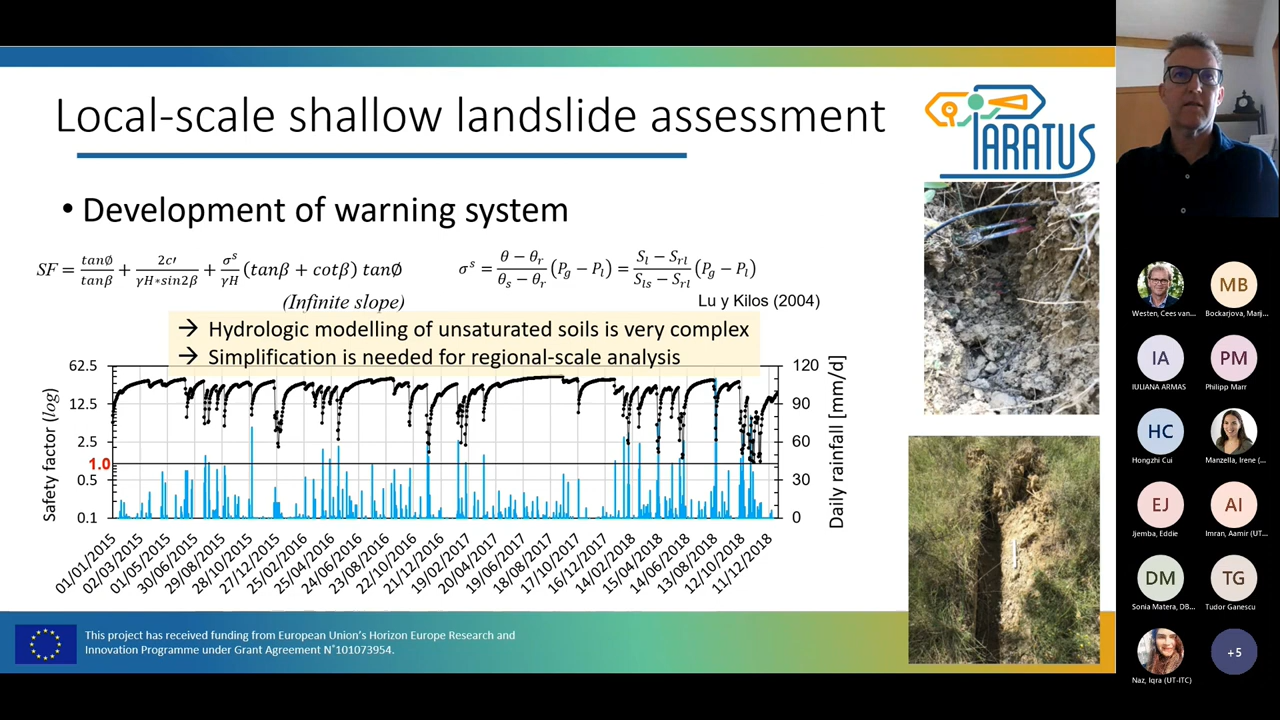 Local-scale shallow landslide assessment
PARATUS
• Development of warning system
SF = tanØ/tanβ + 2c′/γH*sin2β + σˢ/γH (tanβ + cotβ) tanØ
σˢ = θ − θr/θs − θr (Pg − Pl) = Sl − Srl/Sls − Srl (Pg − Pl)
(Infinite slope)
Lu y Kilos (2004)
→ Hydrologic modelling of unsaturated soils is very complex
→ Simplification is needed for regional-scale analysis
Safety factor (log)
62.5
12.5
2.5
1.0
0.5
0.1
120
90
60
30
0
Daily rainfall [mm/d]
01/01/2015
02/03/2015
01/05/2015
30/06/2015
29/08/2015
28/10/2015
27/12/2015
25/02/2016
25/04/2016
24/06/2016
23/08/2016
22/10/2016
21/12/2016
19/02/2017
20/04/2017
19/06/2017
18/08/2017
17/10/2017
16/12/2017
14/02/2018
15/04/2018
14/06/2018
13/08/2018
12/10/2018
11/12/2018
This project has received funding from European Union's Horizon Europe Research and
Innovation Programme under Grant Agreement N°101073954.
Westen, Cees van...
MB
Bockarjova, Marij...
IA
IULIANA ARMAS
PM
Philipp Marr
HC
Hongzhi Cui
Manzella, Irene (...
EJ
Jjemba, Eddie
AI
Imran, Aamir (UT...
DM
Sonia Matera, DB...
TG
Tudor Ganescu
Naz, Iqra (UT-ITC)
+5